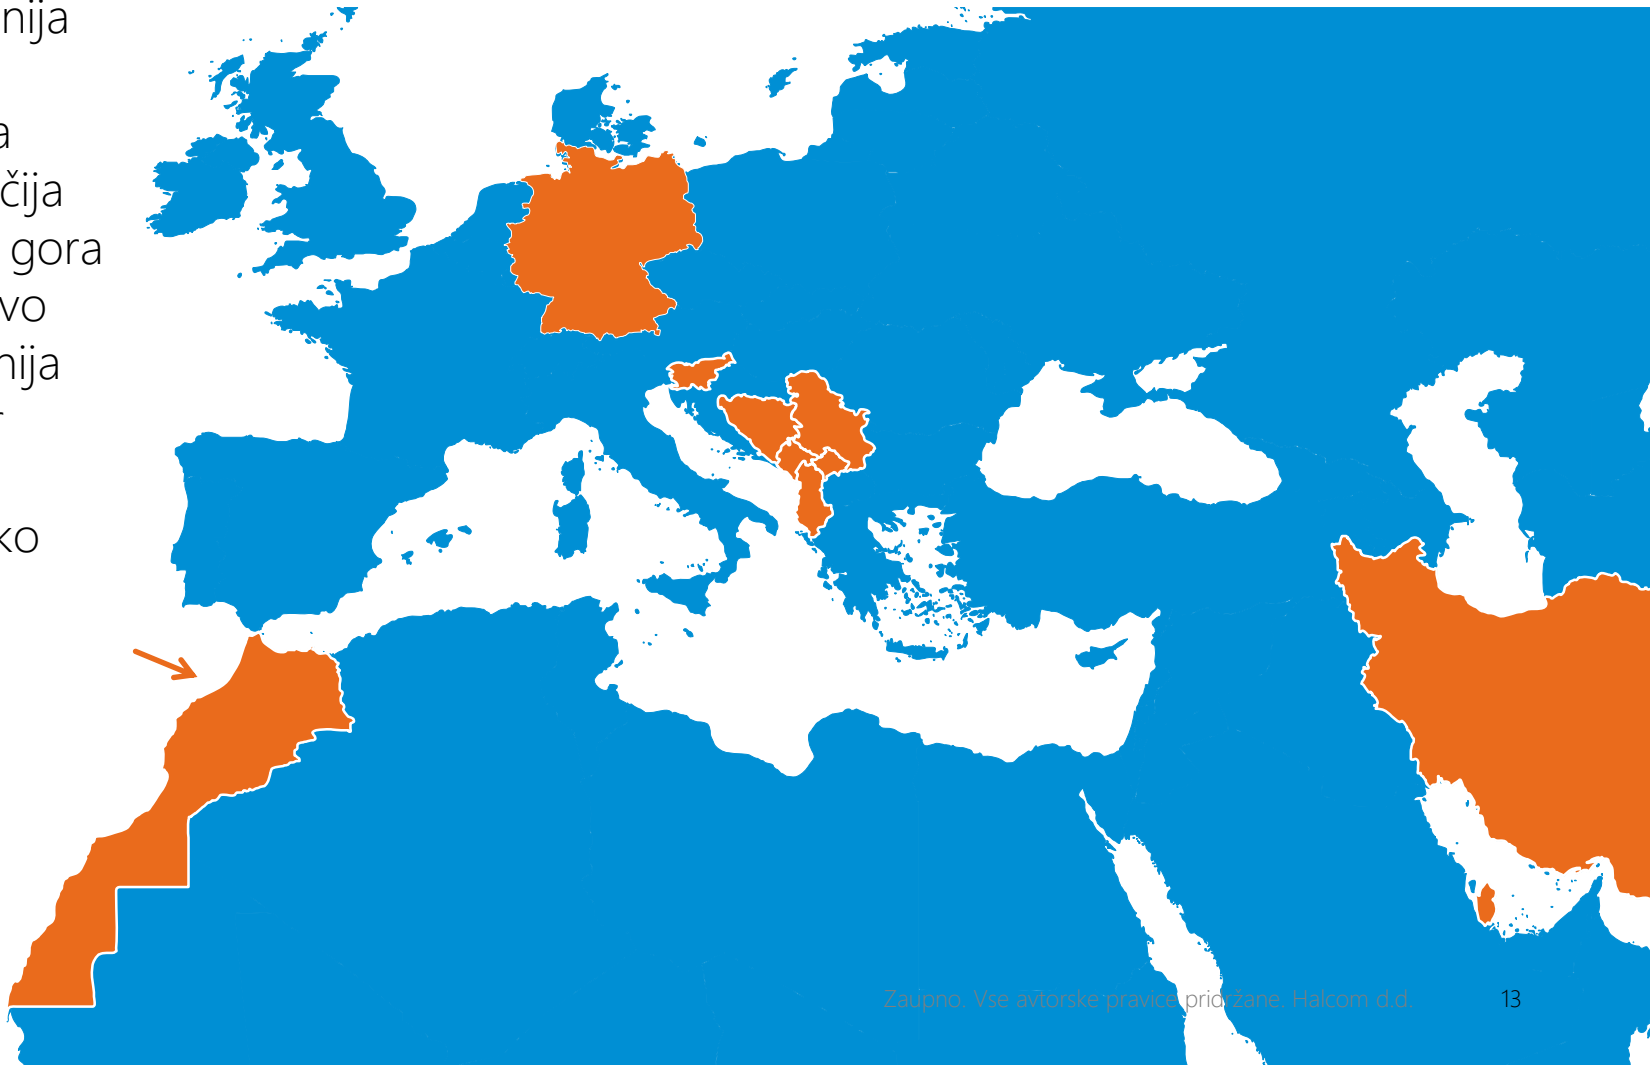 nija
a
čija
gora
vo
nija
ko
Zaupno. Vse avtorske pravice pridržane. Halcom d.d.
13